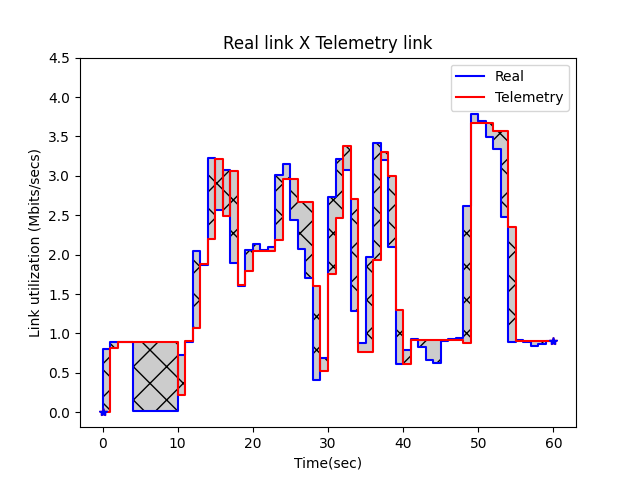 Real link X Telemetry link
Real
Telemetry
Link utilization (Mbits/secs)
4.5
4.0
3.5
3.0
2.5
2.0
1.5
1.0
0.5
0.0
0 10 20 30 40 50 60
Time(sec)